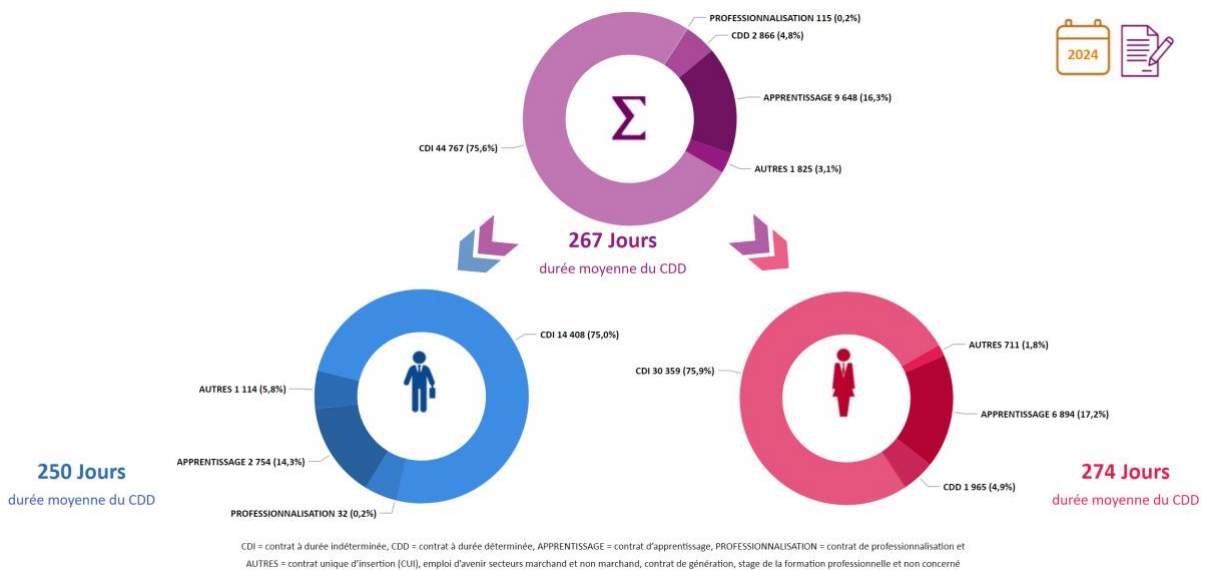 PROFESSIONNALISATION 115 (0,2%)
CDD 2 866 (4,8%)
2024
APPRENTISSAGE 9 648 (16,3%)
Σ
CDI 44 767 (75,6%)
AUTRES 1 825 (3,1%)
267 Jours
durée moyenne du CDD
CDI 14 408 (75,0%)
AUTRES 1 114 (5,8%)
APPRENTISSAGE 2 754 (14,3%)
PROFESSIONNALISATION 32 (0,2%)
250 Jours
durée moyenne du CDD
AUTRES 711 (1,8%)
CDI 30 359 (75,9%)
APPRENTISSAGE 6 894 (17,2%)
CDD 1 965 (4,9%)
274 Jours
durée moyenne du CDD
CDI = contrat à durée indéterminée, CDD = contrat à durée déterminée, APPRENTISSAGE = contrat d'apprentissage, PROFESSIONNALISATION = contrat de professionnalisation et
AUTRES = contrat unique d'insertion (CUI), emploi d'avenir secteurs marchand et non marchand, contrat de génération, stage de la formation professionnelle et non concerné